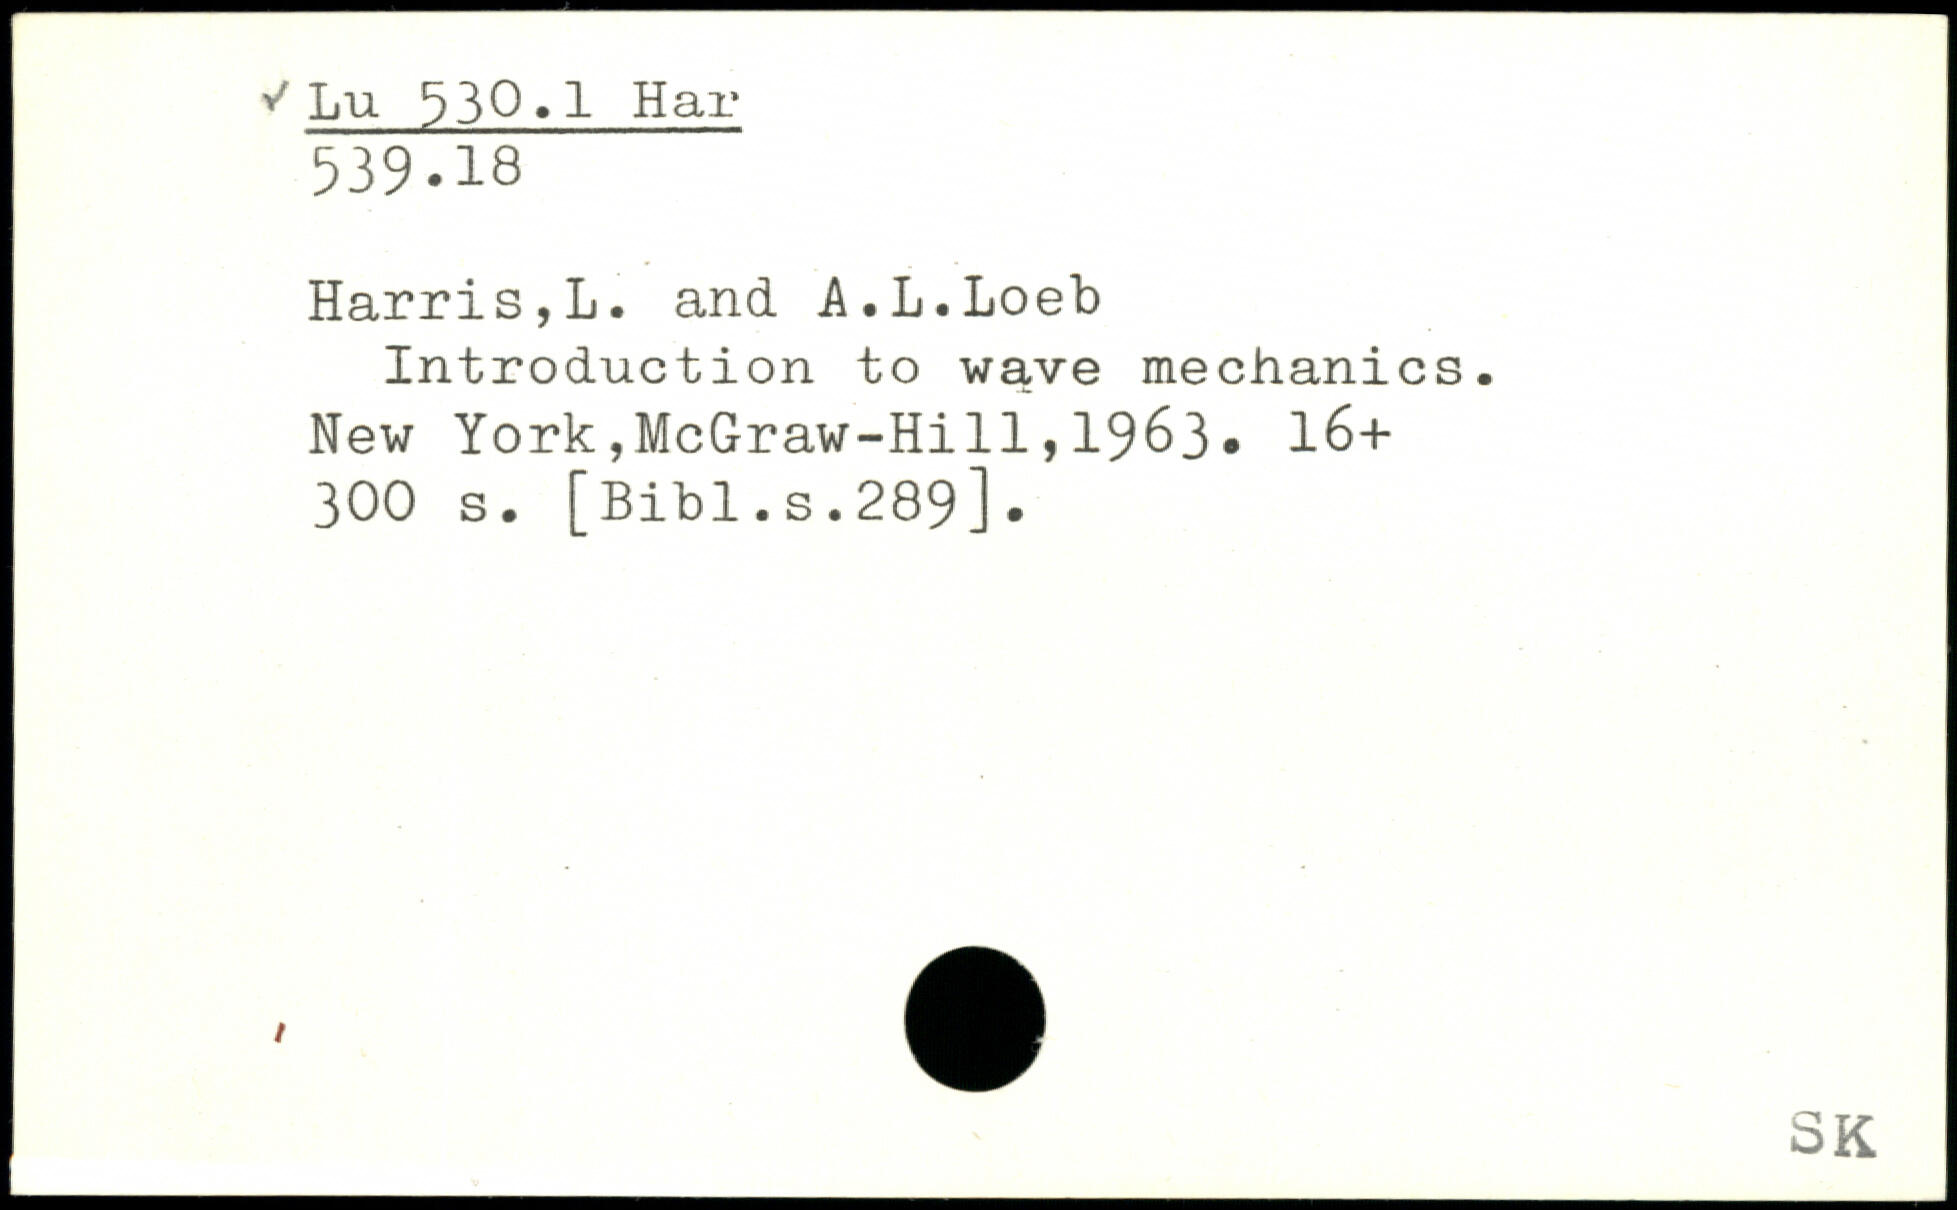 ✓ Lu 530.1 Har
539.18
Harris,L. and A.L.Loeb
Introduction to wave mechanics.
New York,McGraw-Hill,1963. 16+
300 s. [Bibl.s.289].
SK